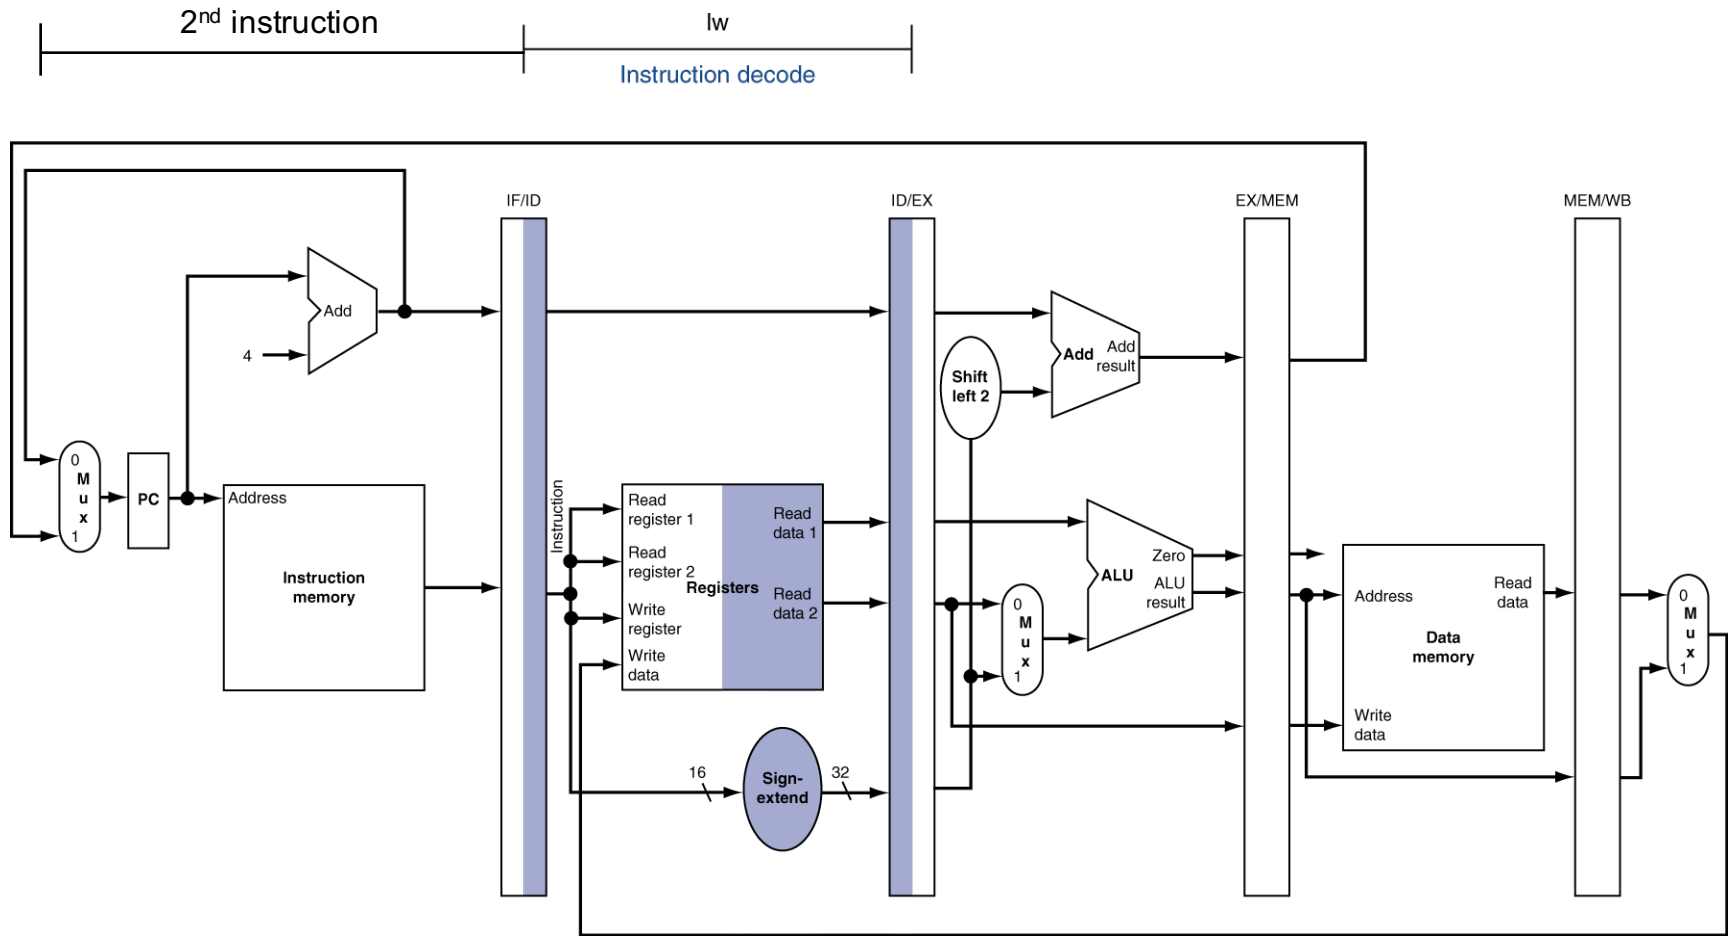 2nd instruction
lw
Instruction decode
IF/ID
ID/EX
EX/MEM
MEM/WB
Add
4
Add
Add
result
Shift
left 2
0
M
u
x
1
PC
Address
Instruction
memory
Instruction
Read
register 1
Read
register 2
Write
register
Write
data
Registers
Read
data 1
Read
data 2
16
Sign-
extend
32
0
M
u
x
1
Zero
ALU
ALU
result
Address
Read
data
Data
memory
Write
data
0
M
u
x
1